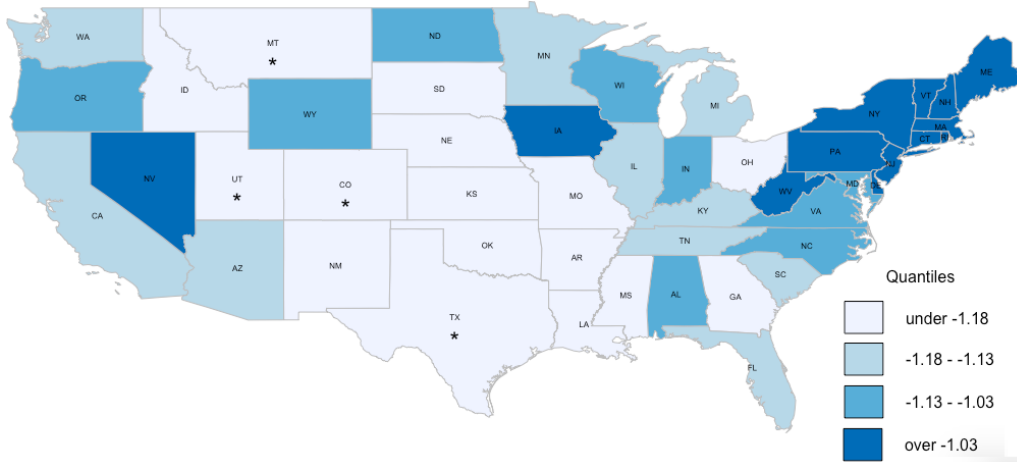 WA
MT
*
ND
MN
ME
VT
NH
OR
ID
SD
WI
MI
NY
MA
CT
WY
IA
PA
NJ
NE
NV
UT
*
CO
*
IL
IN
OH
WV
MD
DE
CA
KS
MO
KY
VA
AZ
NM
OK
AR
TN
NC
SC
TX
*
LA
MS
AL
GA
FL
Quantiles
under -1.18
-1.18 - -1.13
-1.13 - -1.03
over -1.03